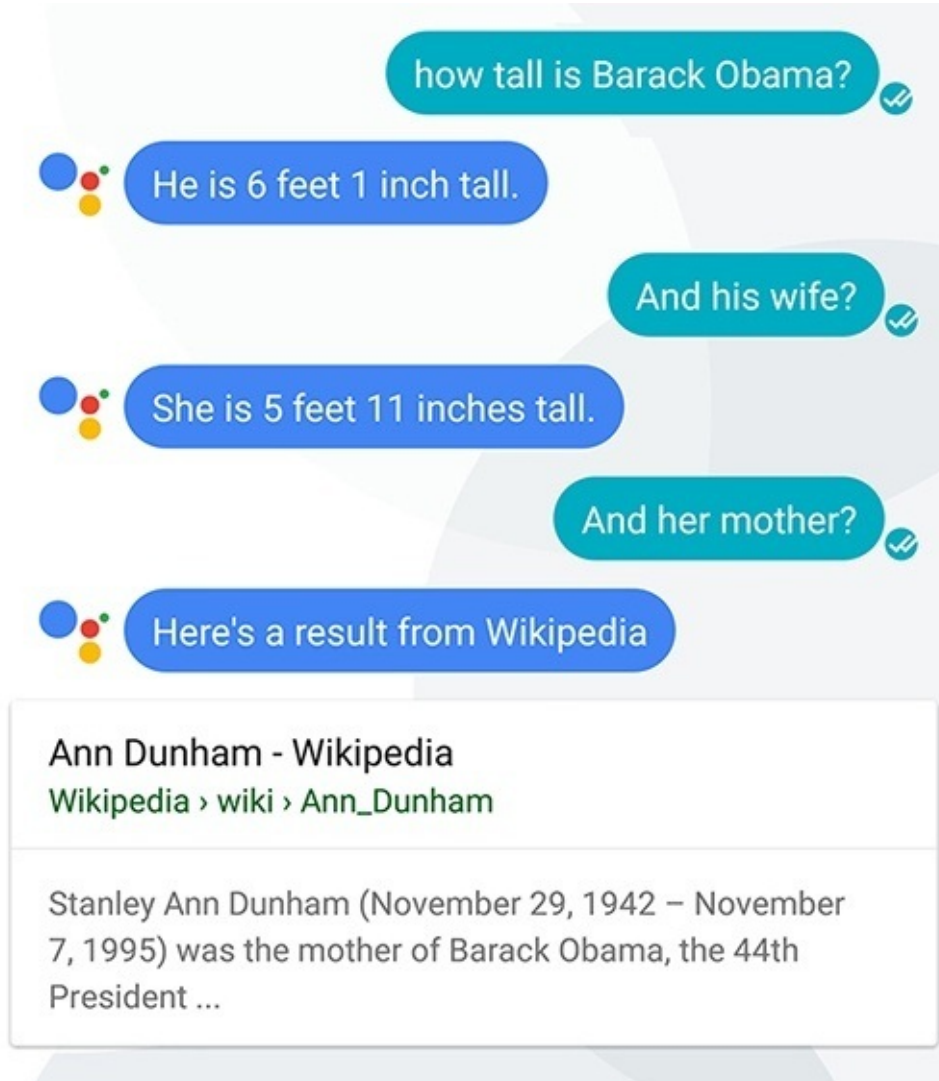 how tall is Barack Obama?
He is 6 feet 1 inch tall.
And his wife?
She is 5 feet 11 inches tall.
And her mother?
Here's a result from Wikipedia
Ann Dunham - Wikipedia
Wikipedia › wiki › Ann_Dunham
Stanley Ann Dunham (November 29, 1942 – November
7, 1995) was the mother of Barack Obama, the 44th
President ...